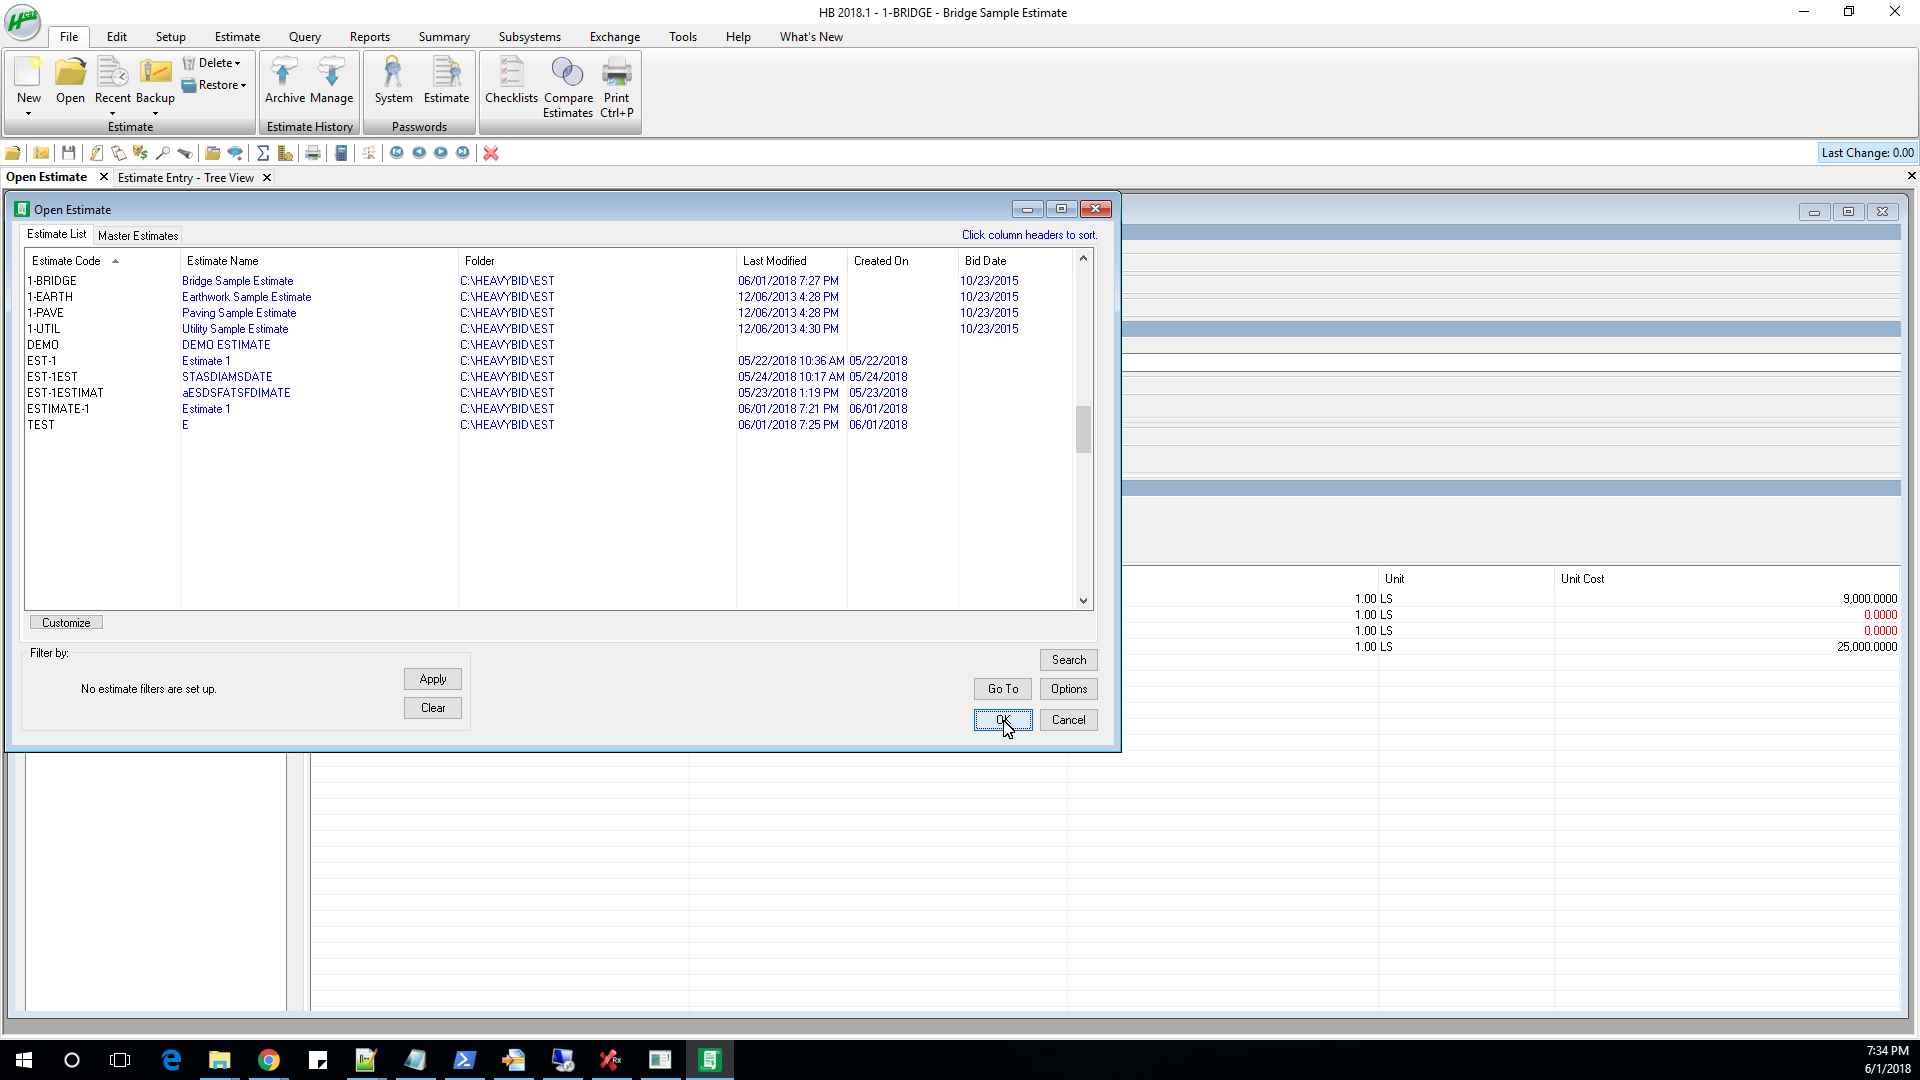 HB 2018.1 - 1-BRIDGE - Bridge Sample Estimate
File Edit Setup Estimate Query Reports Summary Subsystems Exchange Tools Help What's New
New Open Recent Backup Delete Restore
Estimate
Archive Manage
Estimate History
System Estimate
Passwords
Checklists Compare Estimates Print Ctrl+P
Last Change: 0.00
Open Estimate Estimate Entry - Tree View
Open Estimate
Estimate List Master Estimates Click column headers to sort.
Estimate Code Estimate Name Folder Last Modified Created On Bid Date
1-BRIDGE Bridge Sample Estimate C:\HEAVYBID\EST 06/01/2018 7:27 PM 10/23/2015
1-EARTH Earthwork Sample Estimate C:\HEAVYBID\EST 12/06/2013 4:28 PM 10/23/2015
1-PAVE Paving Sample Estimate C:\HEAVYBID\EST 12/06/2013 4:28 PM 10/23/2015
1-UTIL Utility Sample Estimate C:\HEAVYBID\EST 12/06/2013 4:30 PM 10/23/2015
DEMO DEMO ESTIMATE C:\HEAVYBID\EST
EST-1 Estimate 1 C:\HEAVYBID\EST 05/22/2018 10:36 AM 05/22/2018
EST-1EST STASDIAMSDATE C:\HEAVYBID\EST 05/24/2018 10:17 AM 05/24/2018
EST-1ESTIMAT aESDSFATSFDIMATE C:\HEAVYBID\EST 05/23/2018 1:19 PM 05/23/2018
ESTIMATE-1 Estimate 1 C:\HEAVYBID\EST 06/01/2018 7:21 PM 06/01/2018
TEST E C:\HEAVYBID\EST 06/01/2018 7:25 PM 06/01/2018
Customize
Filter by:
No estimate filters are set up.
Apply
Clear
Search
Go To Options
OK Cancel
Unit Unit Cost
1.00 LS 9,000.0000
1.00 LS 0.0000
1.00 LS 0.0000
1.00 LS 25,000.0000
7:34 PM
6/1/2018